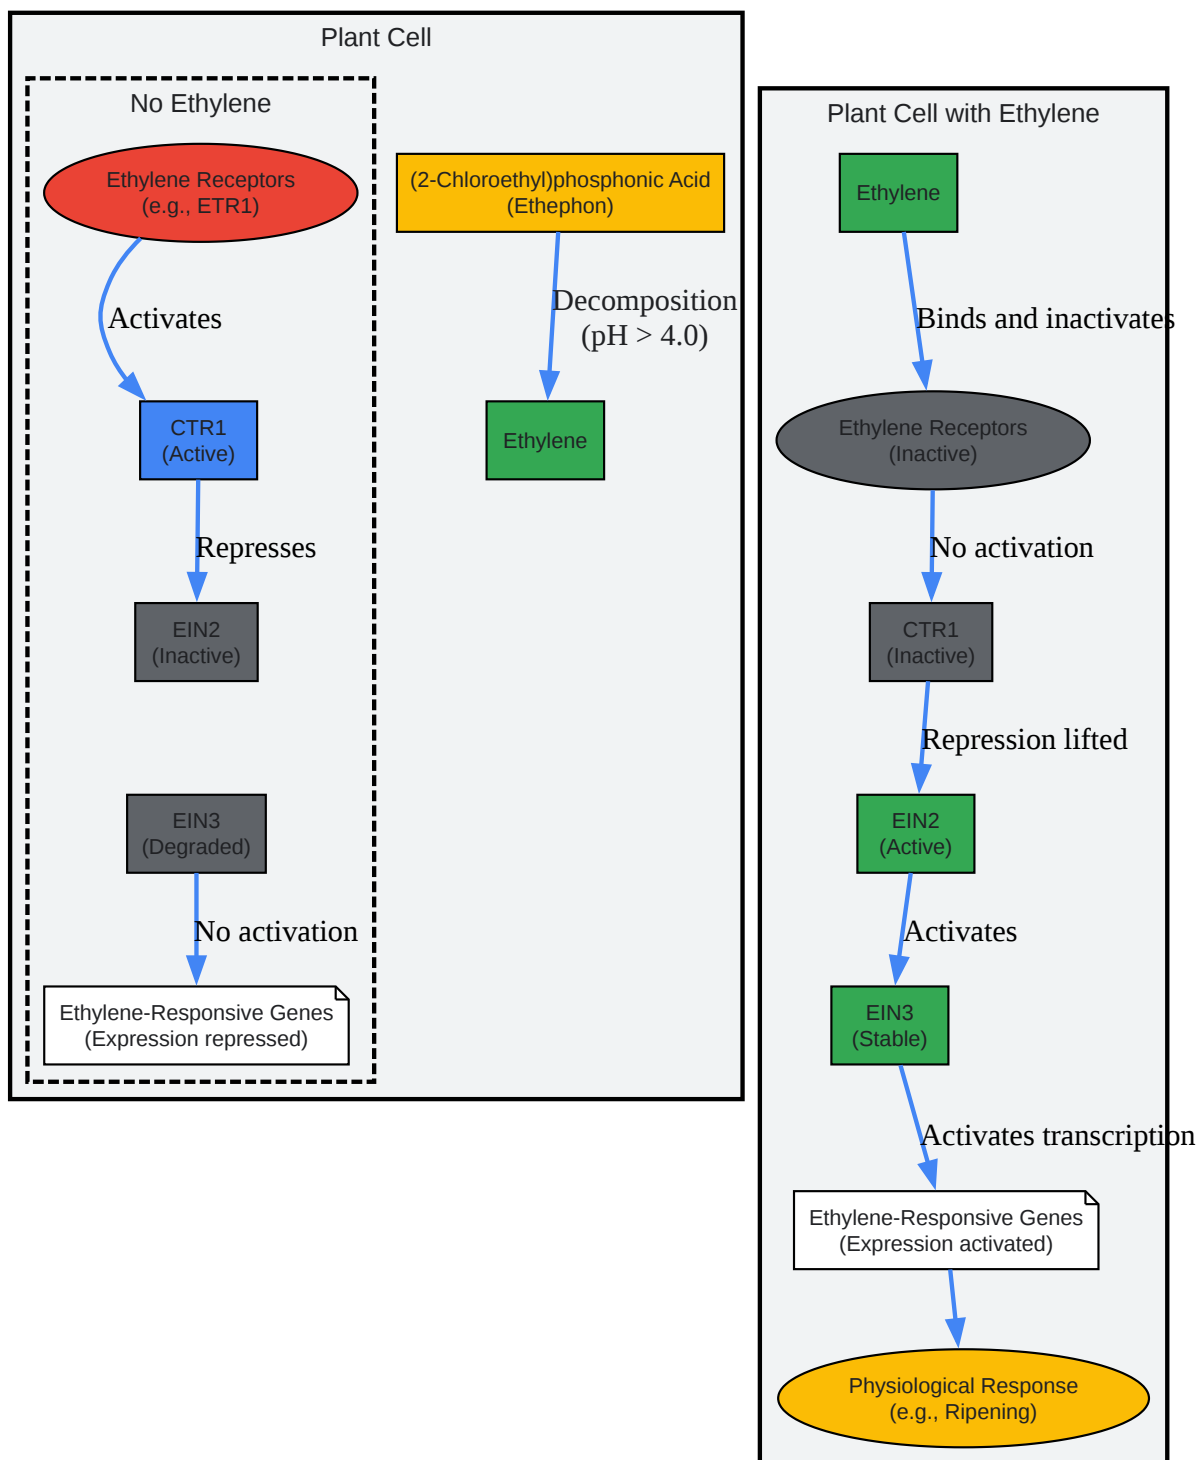 Plant Cell
No Ethylene
Ethylene Receptors
(e.g., ETR1)
Activates
CTR1
(Active)
Represses
EIN2
(Inactive)
EIN3
(Degraded)
No activation
Ethylene-Responsive Genes
(Expression repressed)
(2-Chloroethyl)phosphonic Acid
(Ethephon)
Decomposition
(pH > 4.0)
Ethylene
Plant Cell with Ethylene
Ethylene
Binds and inactivates
Ethylene Receptors
(Inactive)
No activation
CTR1
(Inactive)
Repression lifted
EIN2
(Active)
Activates
EIN3
(Stable)
Activates transcription
Ethylene-Responsive Genes
(Expression activated)
Physiological Response
(e.g., Ripening)